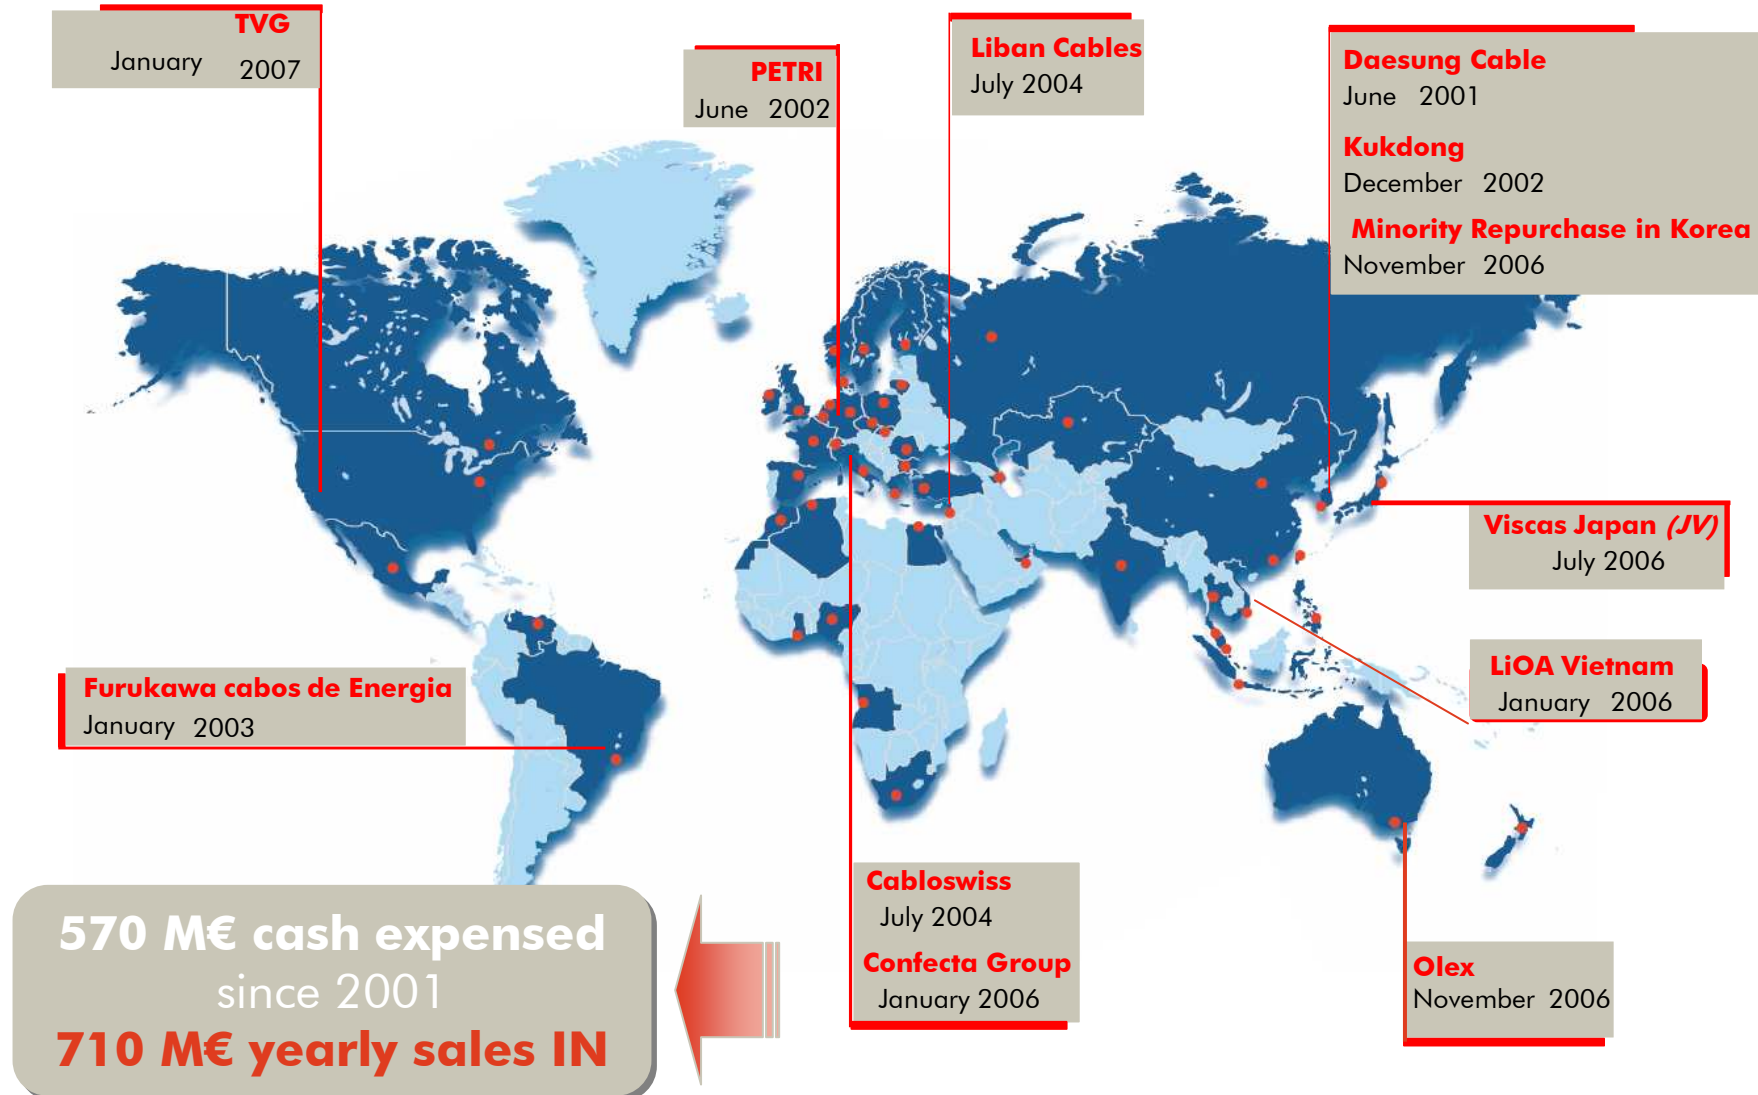 TVG
January 2007
PETRI
June 2002
Liban Cables
July 2004
Daesung Cable
June 2001
Kukdong
December 2002
Minority Repurchase in Korea
November 2006
Viscas Japan (JV)
July 2006
LiOA Vietnam
January 2006
Furukawa cabos de Energia
January 2003
Cabloswiss
July 2004
Confecta Group
January 2006
Olex
November 2006
570 M€ cash expensed
since 2001
710 M€ yearly sales IN